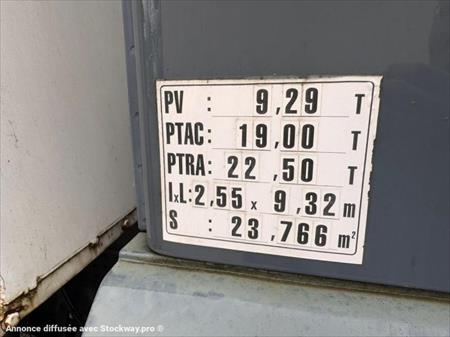 PV : 9,29 T
PTAC : 19,00 T
PTRA : 22,50 T
IxL : 2,55 x 9,32 m
S : 23,766 m²
Annonce diffusée avec Stockway.pro ®